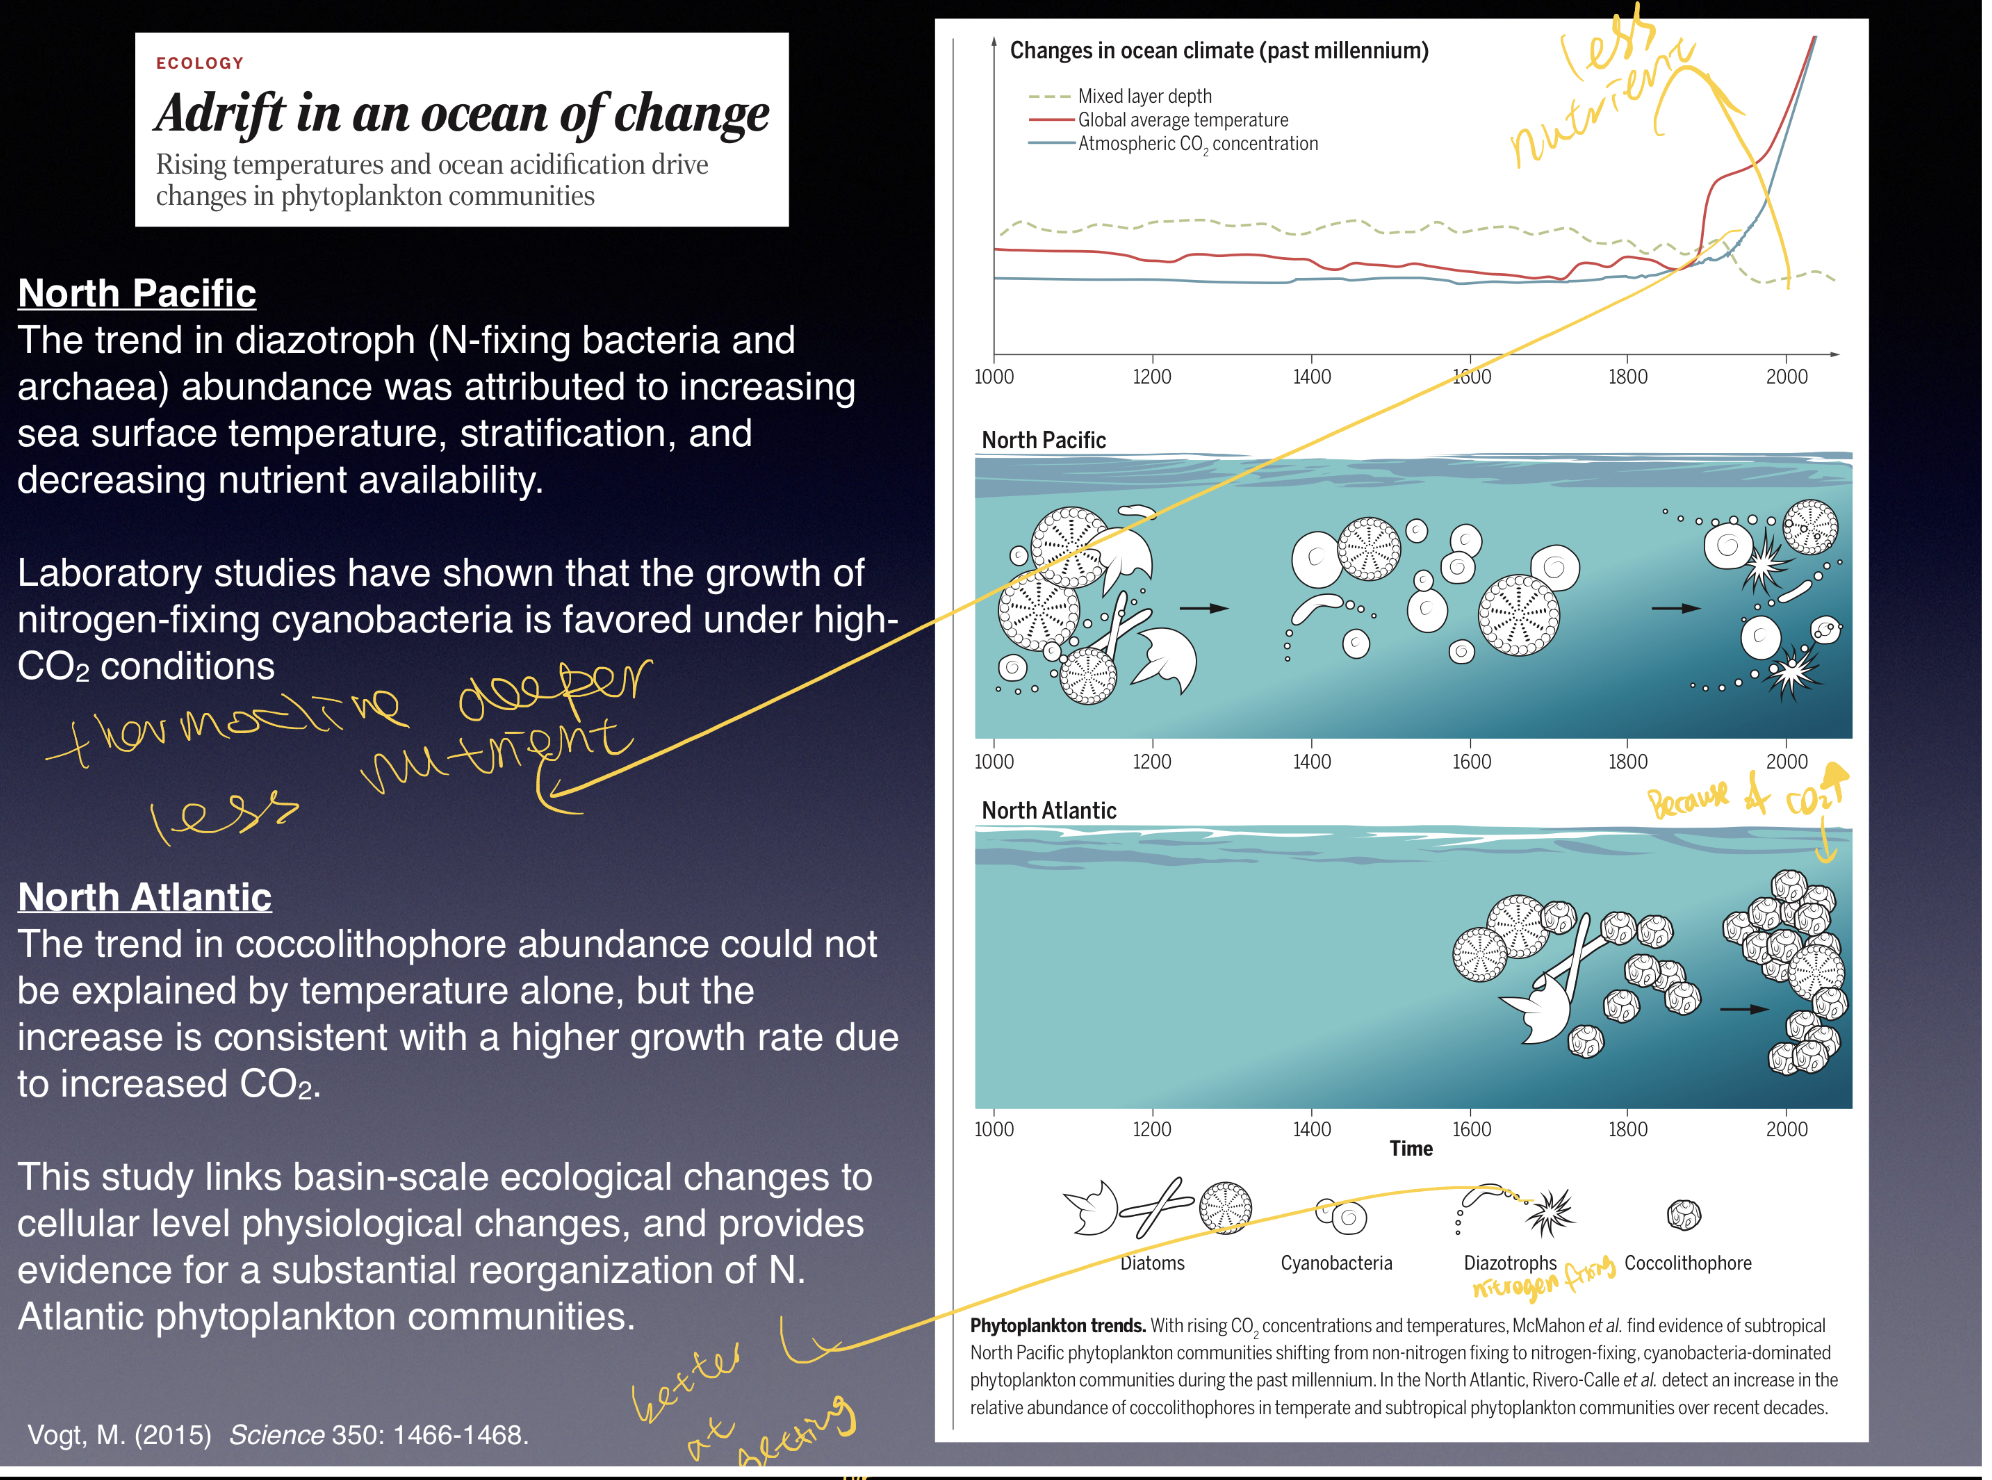 ECOLOGY
Adrift in an ocean of change
Rising temperatures and ocean acidification drive
changes in phytoplankton communities
North Pacific
The trend in diazotroph (N-fixing bacteria and
archaea) abundance was attributed to increasing
sea surface temperature, stratification, and
decreasing nutrient availability.
Laboratory studies have shown that the growth of
nitrogen-fixing cyanobacteria is favored under high-
CO₂ conditions
thermocline deeper
less nutrient
North Atlantic
The trend in coccolithophore abundance could not
be explained by temperature alone, but the
increase is consistent with a higher growth rate due
to increased CO₂.
This study links basin-scale ecological changes to
cellular level physiological changes, and provides
evidence for a substantial reorganization of N.
Atlantic phytoplankton communities.
better
at getting
Vogt, M. (2015) Science 350: 1466-1468.
Changes in ocean climate (past millennium)
less
nutrient
Mixed layer depth
Global average temperature
Atmospheric CO₂ concentration
1000 1200 1400 1600 1800 2000
North Pacific
1000 1200 1400 1600 1800 2000
Because of CO₂↑
North Atlantic
1000 1200 1400 1600 1800 2000
Time
Diatoms Cyanobacteria Diazotrophs Coccolithophore
nitrogen fixing
Phytoplankton trends. With rising CO₂ concentrations and temperatures, McMahon et al. find evidence of subtropical
North Pacific phytoplankton communities shifting from non-nitrogen fixing to nitrogen-fixing, cyanobacteria-dominated
phytoplankton communities during the past millennium. In the North Atlantic, Rivero-Calle et al. detect an increase in the
relative abundance of coccolithophores in temperate and subtropical phytoplankton communities over recent decades.